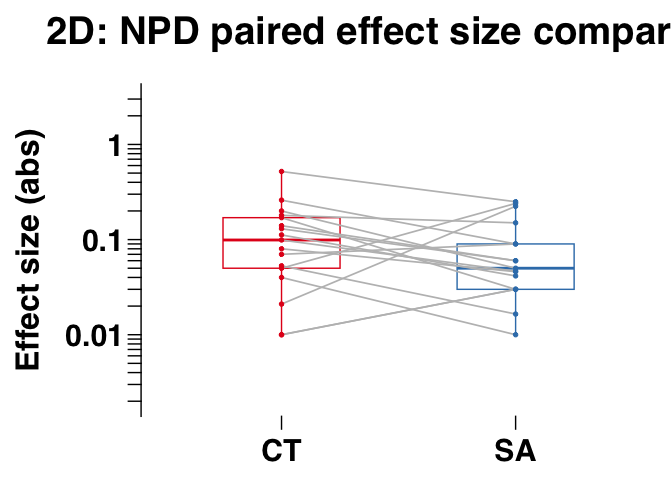 2D: NPD paired effect size compar
Effect size (abs)
1
0.1
0.01
CT
SA